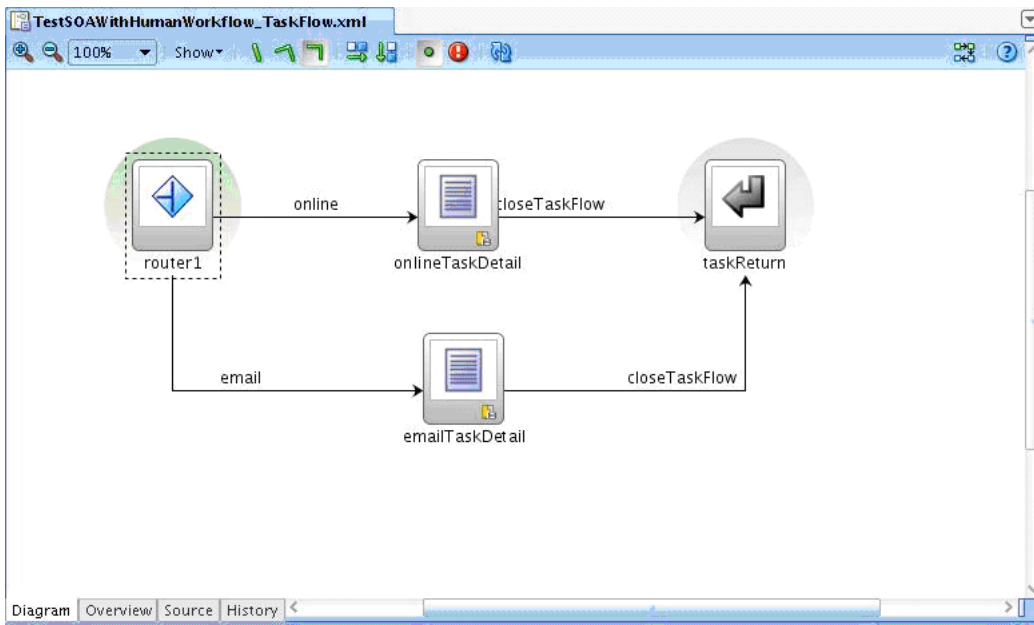 TestSOAWithHumanWorkflow_TaskFlow.xml
100% Show
online
closeTaskFlow
router1
onlineTaskDetail
taskReturn
email
closeTaskFlow
emailTaskDetail
Diagram Overview Source History